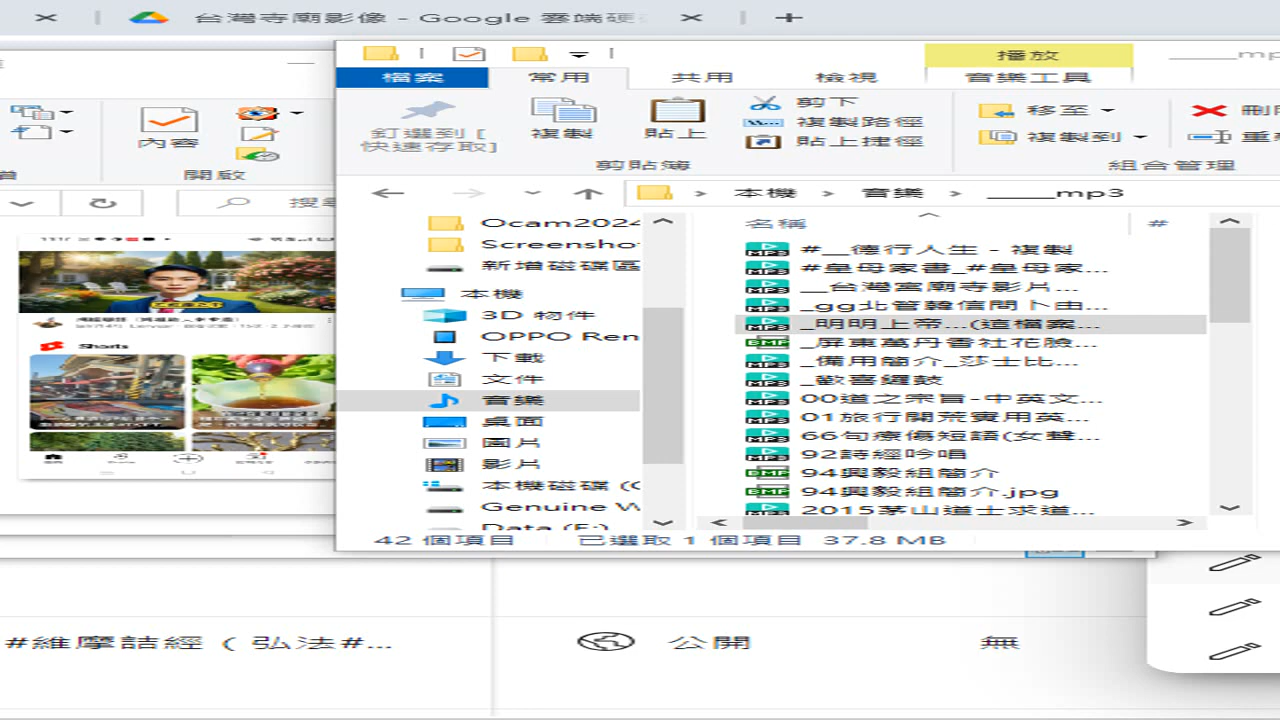 台灣寺廟影像 - Google 雲端硬
播放
檔案
常用
共用
檢視
音樂工具
內容
開啟
釘選到 [
快速存取]
複製
貼上
剪下
複製路徑
貼上捷徑
剪貼簿
移至
複製到
組合管理
本機 > 音樂 > _____mp3
搜
Shorts
Ocam2024
Screensho
新增磁碟區
本機
3D 物件
OPPO Ren
下載
文件
音樂
桌面
圖片
影片
本機磁碟 (C
Genuine W
Data (E:)
名稱
#
#__德行人生 - 複製
#皇母家書_#皇母家...
__台灣宮廟寺影片...
_gg北管韓信問卜由...
_明明上帝...(這檔案...
_屏東萬丹香社花臉...
_備用簡介_莎士比...
_歡喜鑼鼓
00道之宗旨-中英文...
01旅行開荒實用英...
66句療傷短語(女聲...
92詩經吟唱
94興毅組簡介
94興毅組簡介.jpg
2015茅山道士求道...
42 個項目
已選取 1 個項目 37.8 MB
#維摩詰經 ( 弘法#...
公開
無